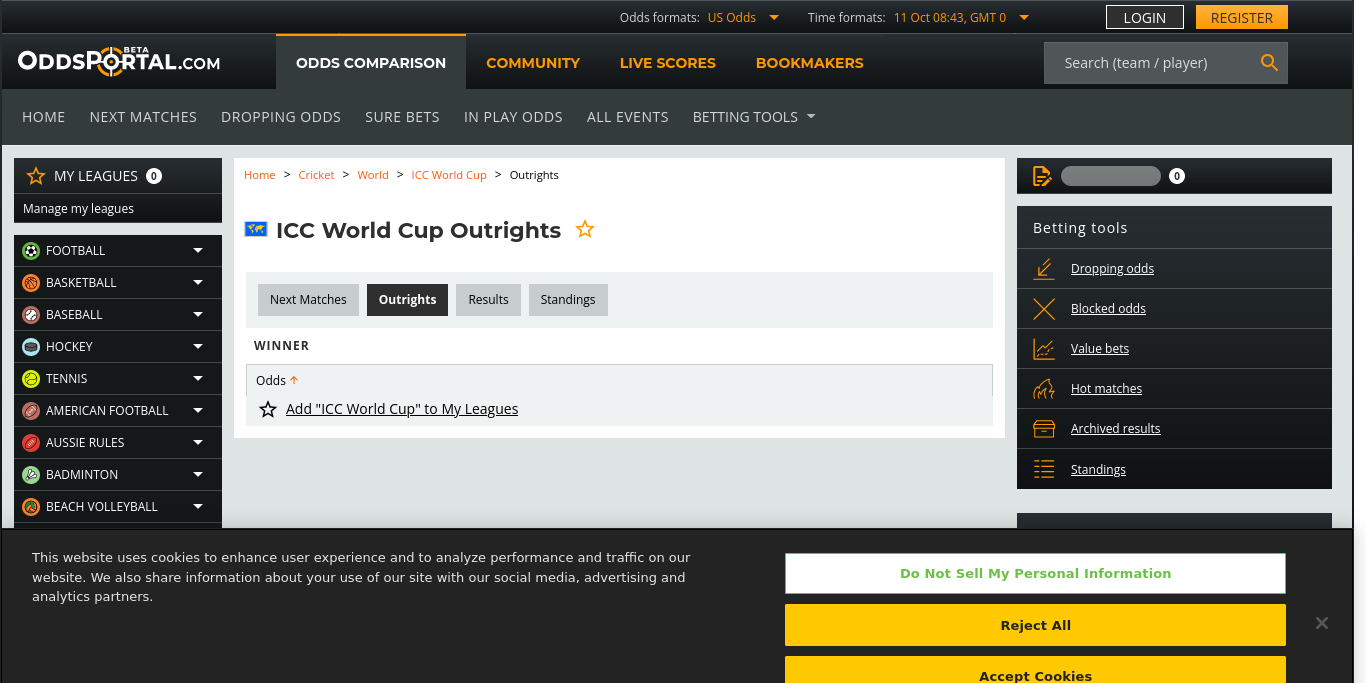 Odds formats: US Odds Time formats: 11 Oct 08:43, GMT 0 LOGIN REGISTER
ODDSPORTAL.COM BETA
ODDS COMPARISON COMMUNITY LIVE SCORES BOOKMAKERS Search (team / player)
HOME NEXT MATCHES DROPPING ODDS SURE BETS IN PLAY ODDS ALL EVENTS BETTING TOOLS
MY LEAGUES 0
Manage my leagues
FOOTBALL
BASKETBALL
BASEBALL
HOCKEY
TENNIS
AMERICAN FOOTBALL
AUSSIE RULES
BADMINTON
BEACH VOLLEYBALL
Home > Cricket > World > ICC World Cup > Outrights
ICC World Cup Outrights
Next Matches Outrights Results Standings
WINNER
Odds
Add "ICC World Cup" to My Leagues
0
Betting tools
Dropping odds
Blocked odds
Value bets
Hot matches
Archived results
Standings
This website uses cookies to enhance user experience and to analyze performance and traffic on our
website. We also share information about your use of our site with our social media, advertising and
analytics partners.
Do Not Sell My Personal Information
Reject All
Accept Cookies